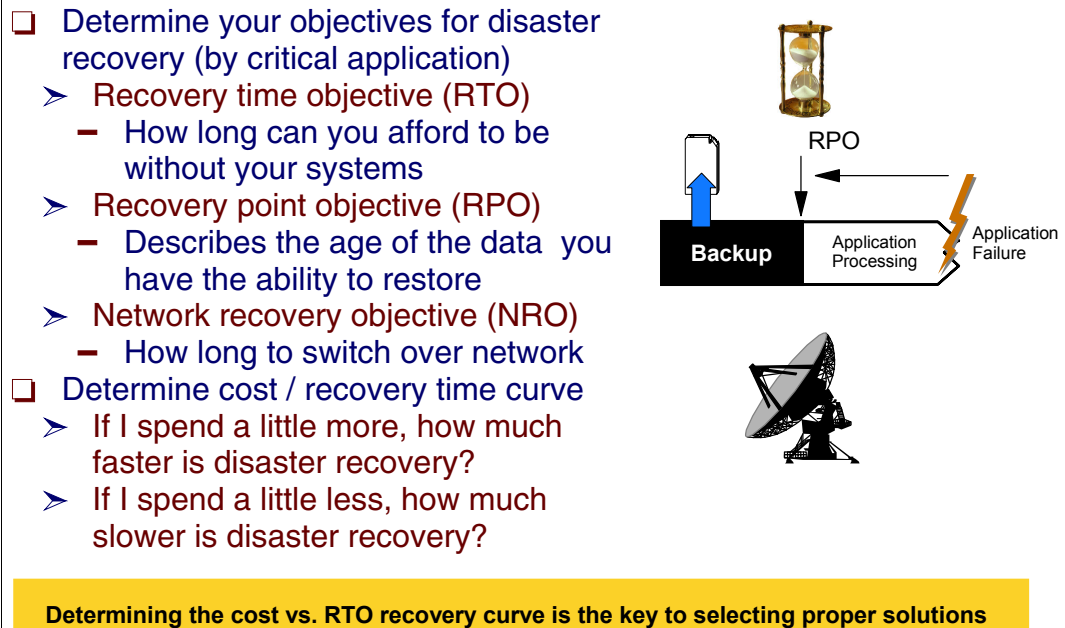 Determine your objectives for disaster
recovery (by critical application)
➢ Recovery time objective (RTO)
– How long can you afford to be
without your systems
➢ Recovery point objective (RPO)
– Describes the age of the data you
have the ability to restore
➢ Network recovery objective (NRO)
– How long to switch over network
Determine cost / recovery time curve
➢ If I spend a little more, how much
faster is disaster recovery?
➢ If I spend a little less, how much
slower is disaster recovery?
RPO
Backup
Application
Processing
Application
Failure
Determining the cost vs. RTO recovery curve is the key to selecting proper solutions